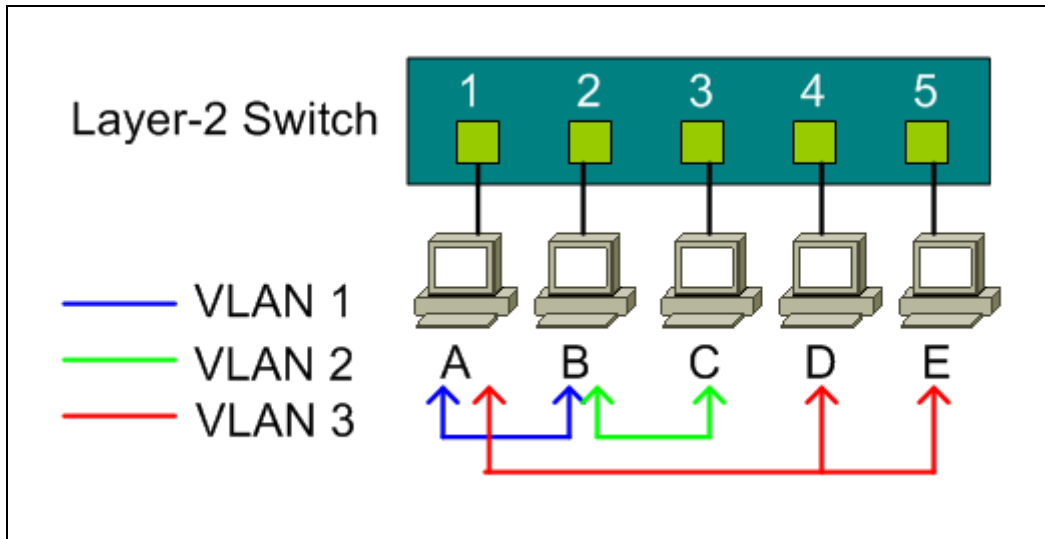 1 2 3 4 5
Layer-2 Switch
VLAN 1
VLAN 2
VLAN 3
A B C D E